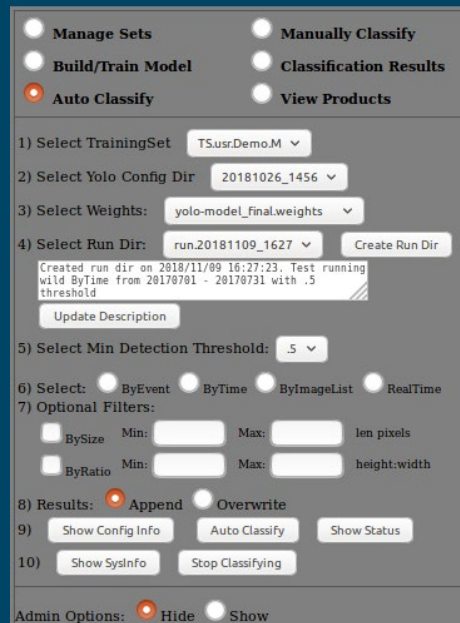 Manage Sets Manually Classify
Build/Train Model Classification Results
Auto Classify View Products
1) Select TrainingSet TS.usr.Demo.M
2) Select Yolo Config Dir 20181026_1456
3) Select Weights: yolo-model_final.weights
4) Select Run Dir: run.20181109_1627 Create Run Dir
Created run dir on 2018/11/09 16:27:23. Test running
wild ByTime from 20170701 - 20170731 with .5
threshold
Update Description
5) Select Min Detection Threshold: .5
6) Select: ByEvent ByTime ByImageList RealTime
7) Optional Filters:
BySize Min: Max: len pixels
ByRatio Min: Max: height:width
8) Results: Append Overwrite
9) Show Config Info Auto Classify Show Status
10) Show SysInfo Stop Classifying
Admin Options: Hide Show